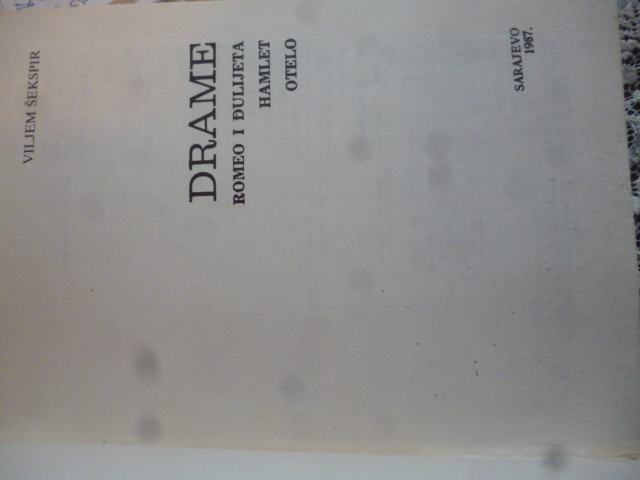 VILJEM ŠEKSPIR
DRAME
ROMEO I ĐULIJETA
HAMLET
OTELO
SARAJEVO
1987.